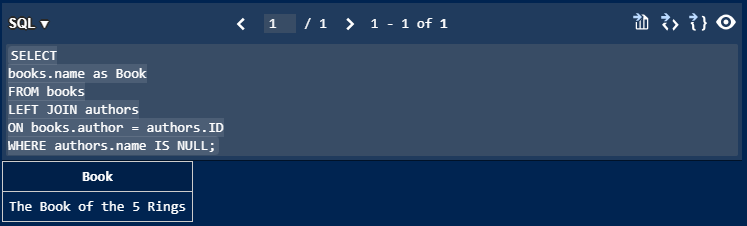 SQL ▼ 1 / 1 1 - 1 of 1
SELECT
books.name as Book
FROM books
LEFT JOIN authors
ON books.author = authors.ID
WHERE authors.name IS NULL;
Book
The Book of the 5 Rings